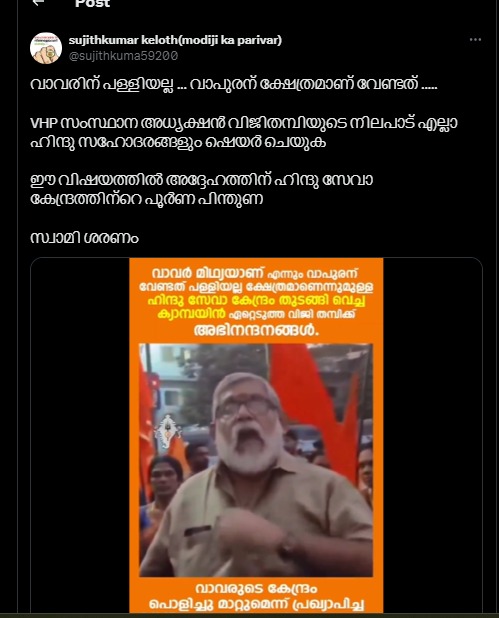 Post
sujithkumar keloth(modiji ka parivar)
@sujithkuma59200
വാവരിന് പള്ളിയല്ല ... വാപുരന് ക്ഷേത്രമാണ് വേണ്ടത് .....
VHP സംസ്ഥാന അധ്യക്ഷൻ വിജിതമ്പിയുടെ നിലപാട് എല്ലാ
ഹിന്ദു സഹോദരങ്ങളും ഷെയർ ചെയുക
ഈ വിഷയത്തിൽ അദ്ദേഹത്തിന് ഹിന്ദു സേവാ
കേന്ദ്രത്തിന്റെ പൂർണ പിന്തുണ
സ്വാമി ശരണം
വാവർ മിഥ്യയാണ് എന്നും വാപുരന്
വേണ്ടത് പള്ളിയല്ല ക്ഷേത്രമാണെന്നുമുള്ള
ഹിന്ദു സേവാ കേന്ദ്രം തുടങ്ങി വെച്ച
ക്യാമ്പയിൻ ഏറ്റെടുത്ത വിജി തമ്പിക്ക്
അഭിനന്ദനങ്ങൾ.
വാവരുടെ കേന്ദ്രം
പൊളിച്ചു മാറ്റുമെന്ന് പ്രഖ്യാപിച്ച